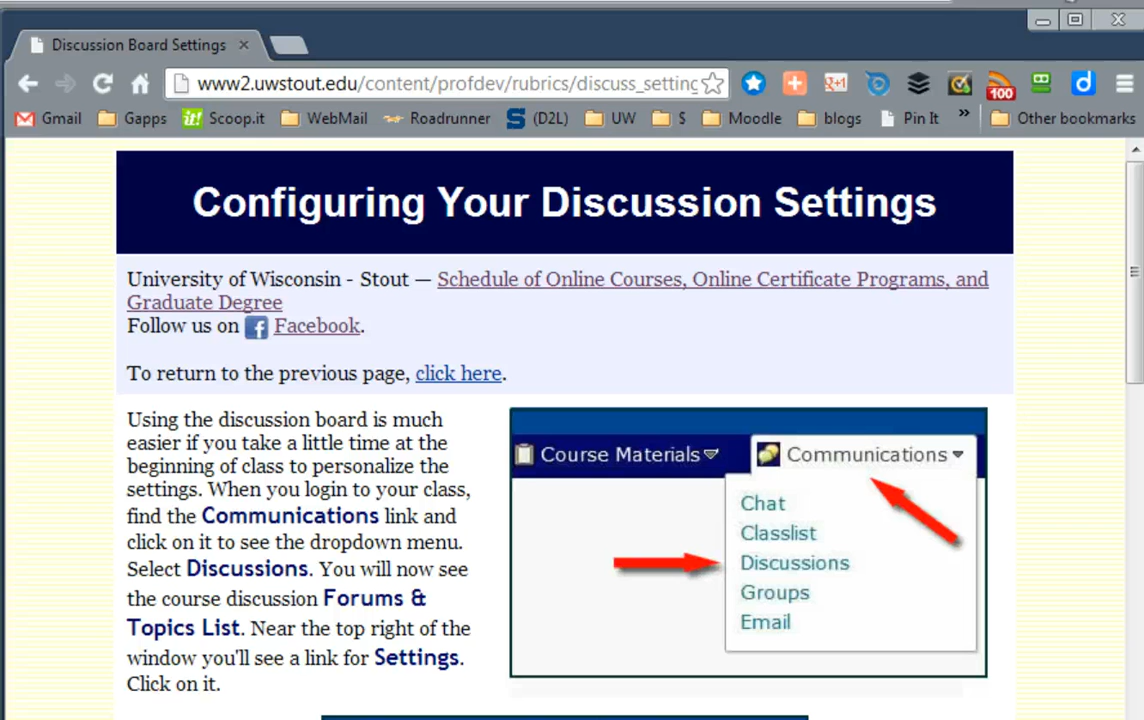 Discussion Board Settings
www2.uwstout.edu/content/profdev/rubrics/discuss_setting
100
Gmail Gapps it! Scoop.it WebMail Roadrunner S (D2L) UW $ Moodle blogs Pin It » Other bookmarks
Configuring Your Discussion Settings
University of Wisconsin - Stout — Schedule of Online Courses, Online Certificate Programs, and
Graduate Degree
Follow us on f Facebook.
To return to the previous page, click here.
Using the discussion board is much
easier if you take a little time at the
beginning of class to personalize the
settings. When you login to your class,
find the Communications link and
click on it to see the dropdown menu.
Select Discussions. You will now see
the course discussion Forums &
Topics List. Near the top right of the
window you'll see a link for Settings.
Click on it.
Course Materials Communications
Chat
Classlist
Discussions
Groups
Email